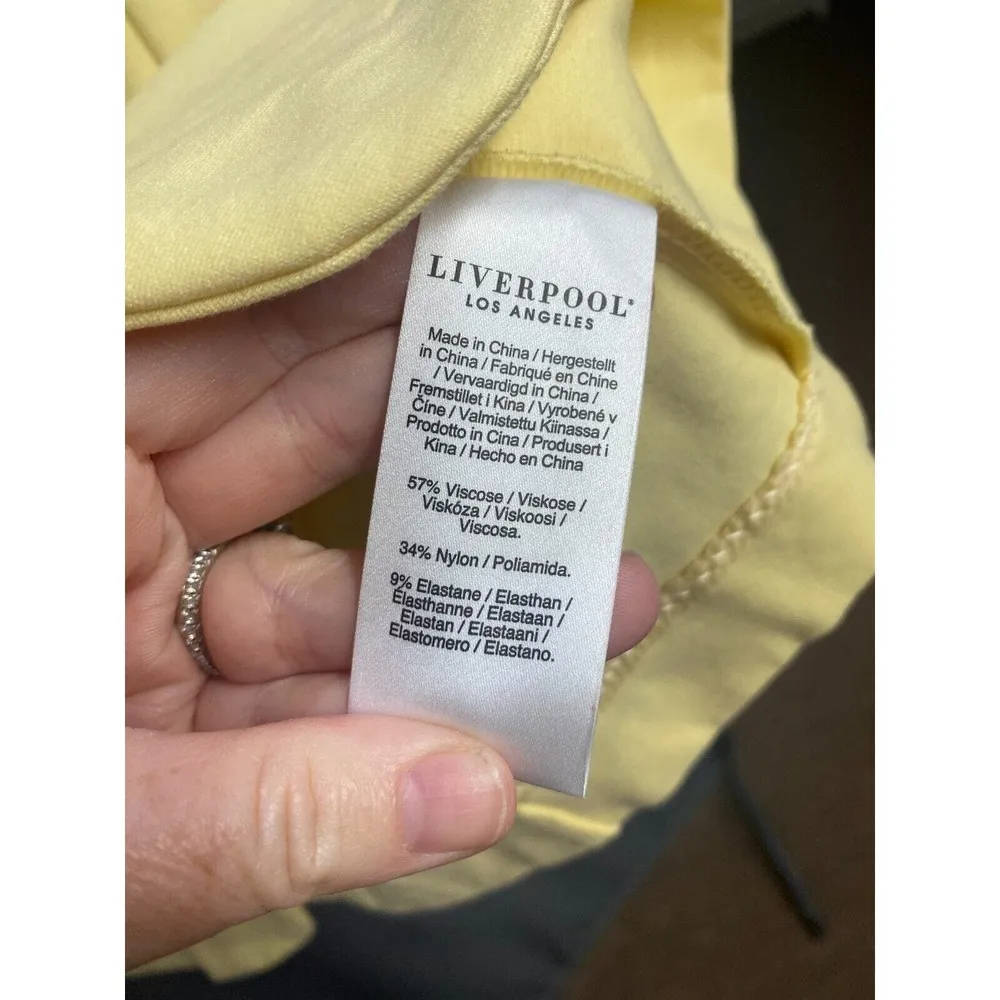 LIVERPOOL®
LOS ANGELES
Made in China / Hergestellt
in China / Fabriqué en Chine
/ Vervaardigd in China /
Fremstillet i Kina / Vyrobené v
Číne / Valmistettu Kiinassa /
Prodotto in Cina / Produsert i
Kina / Hecho en China
57% Viscose / Viskose /
Viskóza / Viskoosi /
Viscosa.
34% Nylon / Poliamida.
9% Elastane / Elasthan /
Élasthanne / Elastaan /
Elastan / Elastaani /
Elastomero / Elastano.